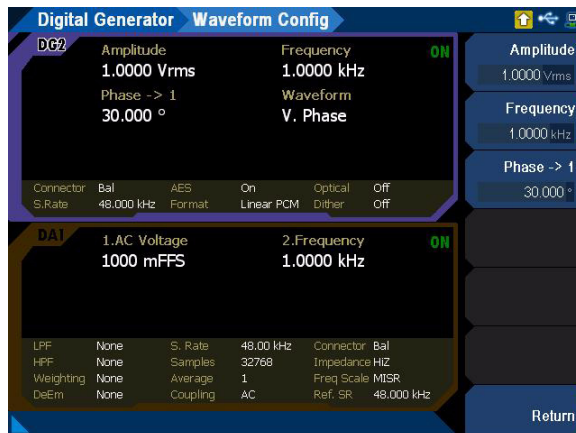 Digital Generator Waveform Config
DG2
Amplitude Frequency ON
1.0000 Vrms 1.0000 kHz
Phase -> 1 Waveform
30.000 ° V. Phase
Connector Bal AES On Optical Off
S.Rate 48.000 kHz Format Linear PCM Dither Off
DA1
1.AC Voltage 2.Frequency ON
1000 mFFS 1.0000 kHz
LPF None S. Rate 48.00 kHz Connector Bal
HPF None Samples 32768 Impedance HiZ
Weighting None Average 1 Freq Scale MISR
DeEm None Coupling AC Ref. SR 48.000 kHz
Amplitude
1.0000 Vrms
Frequency
1.0000 kHz
Phase -> 1
30.000 °
Return